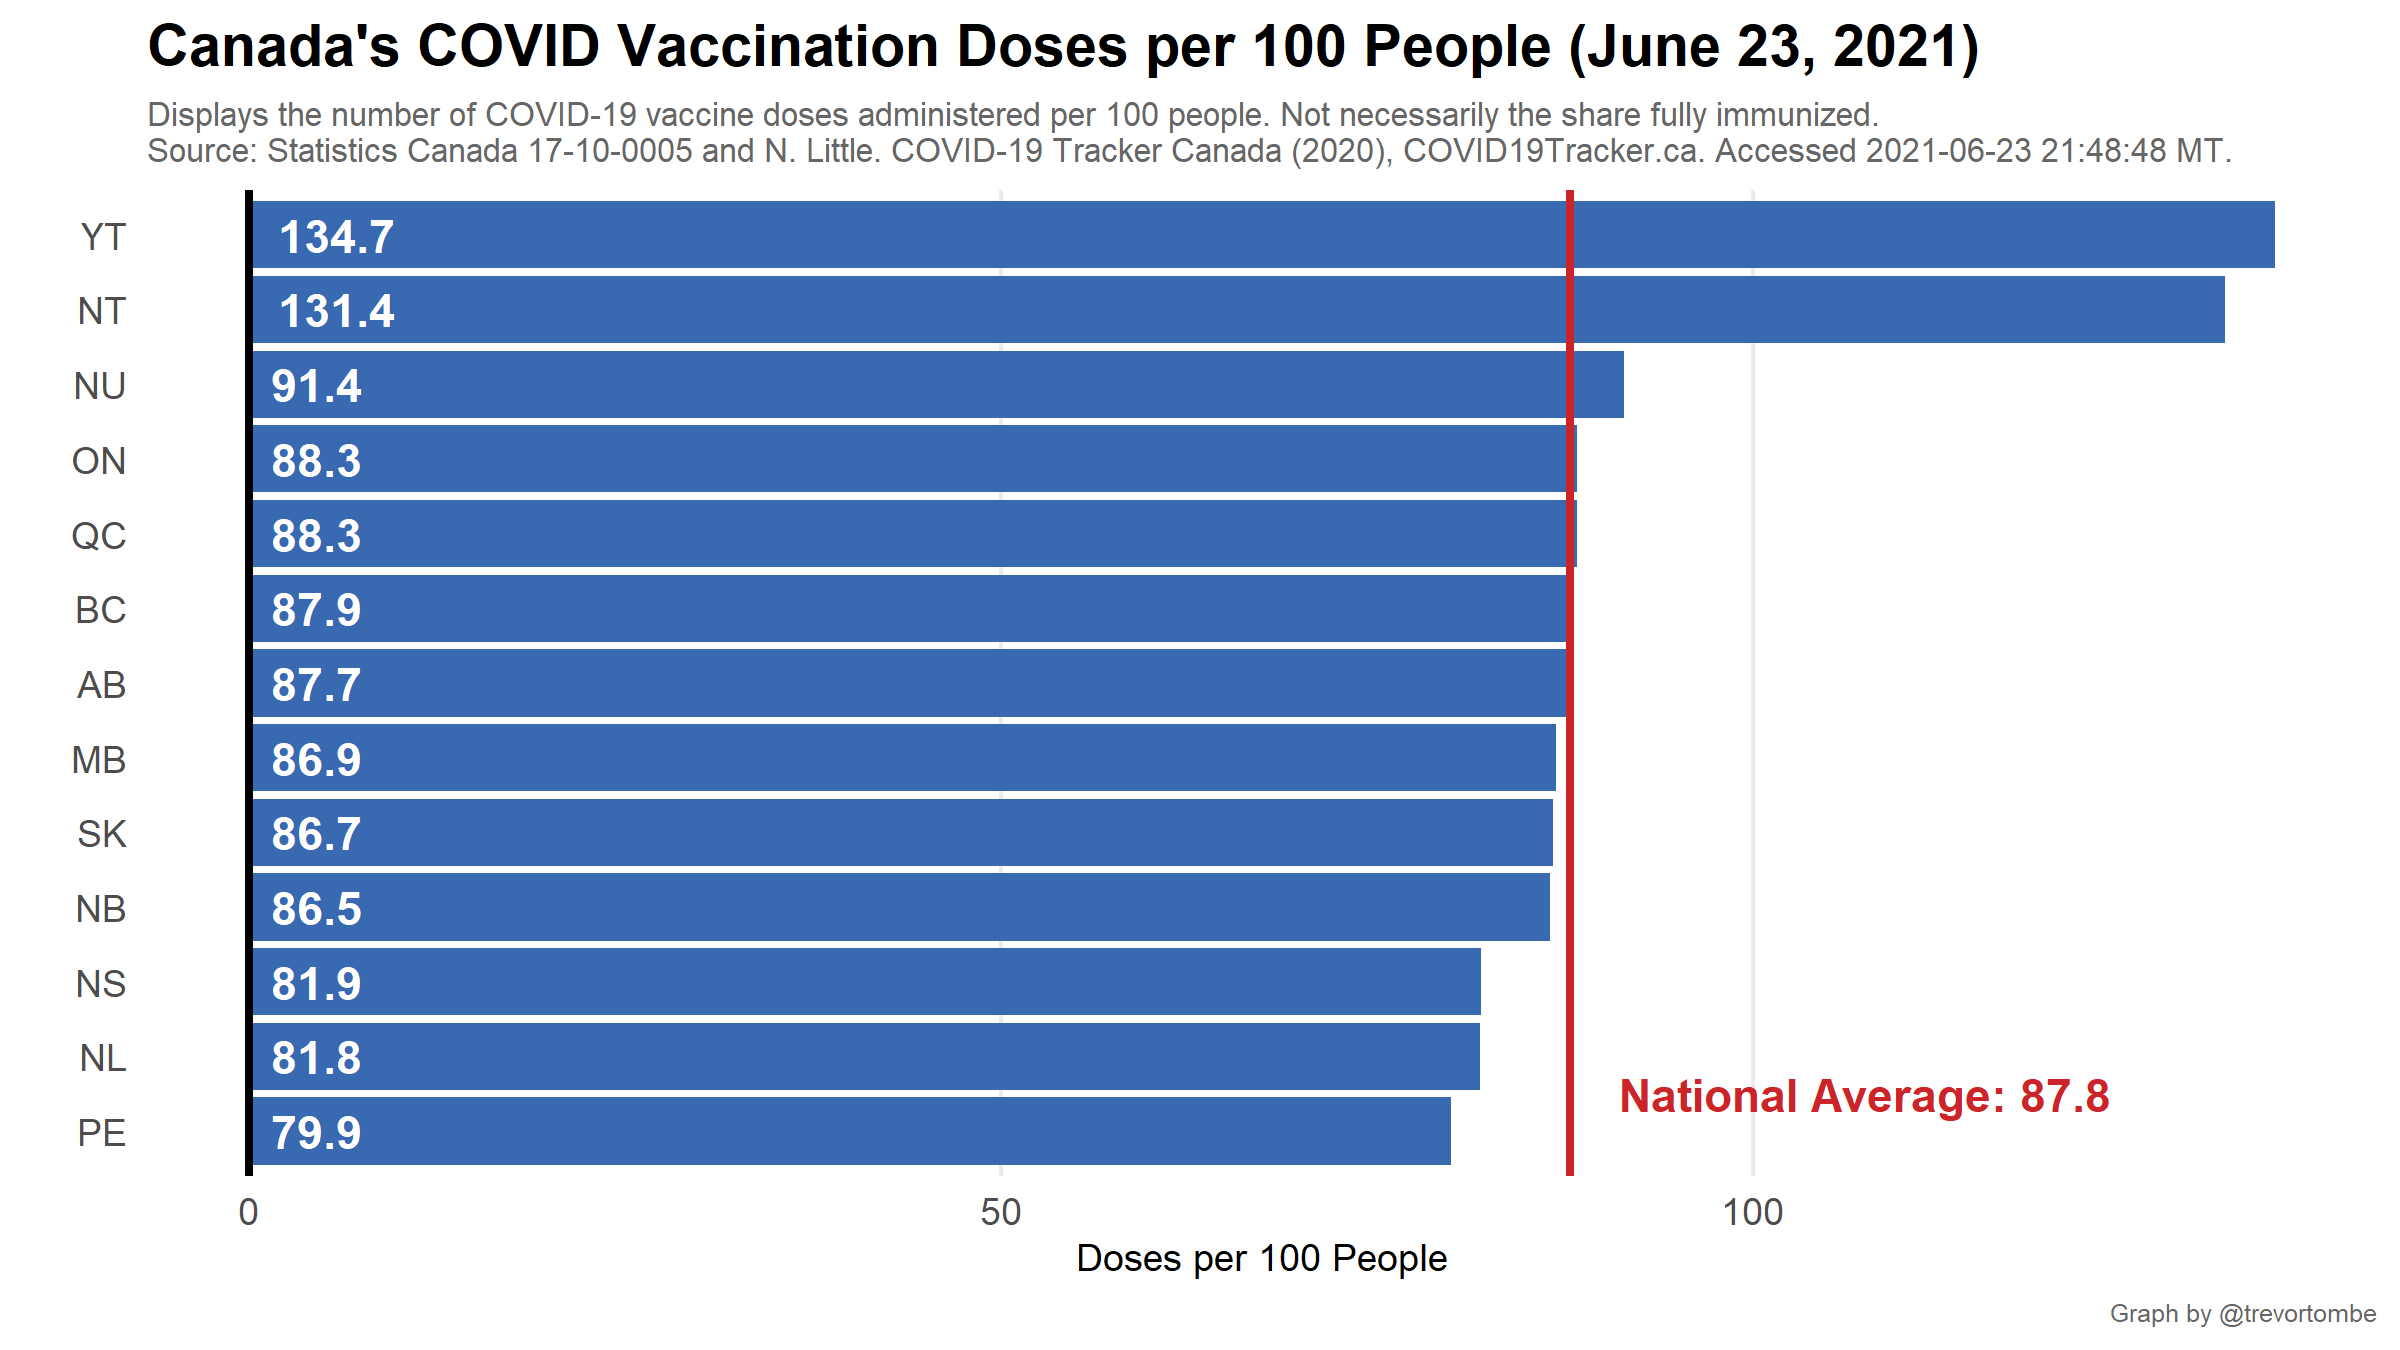 Canada's COVID Vaccination Doses per 100 People (June 23, 2021)
Displays the number of COVID-19 vaccine doses administered per 100 people. Not necessarily the share fully immunized.
Source: Statistics Canada 17-10-0005 and N. Little. COVID-19 Tracker Canada (2020), COVID19Tracker.ca. Accessed 2021-06-23 21:48:48 MT.
YT 134.7
NT 131.4
NU 91.4
ON 88.3
QC 88.3
BC 87.9
AB 87.7
MB 86.9
SK 86.7
NB 86.5
NS 81.9
NL 81.8
National Average: 87.8
PE 79.9
0 50 100
Doses per 100 People
Graph by @trevortombe